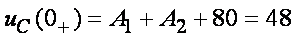 u_C(0_+) = A_1 + A_2 + 80 = 48